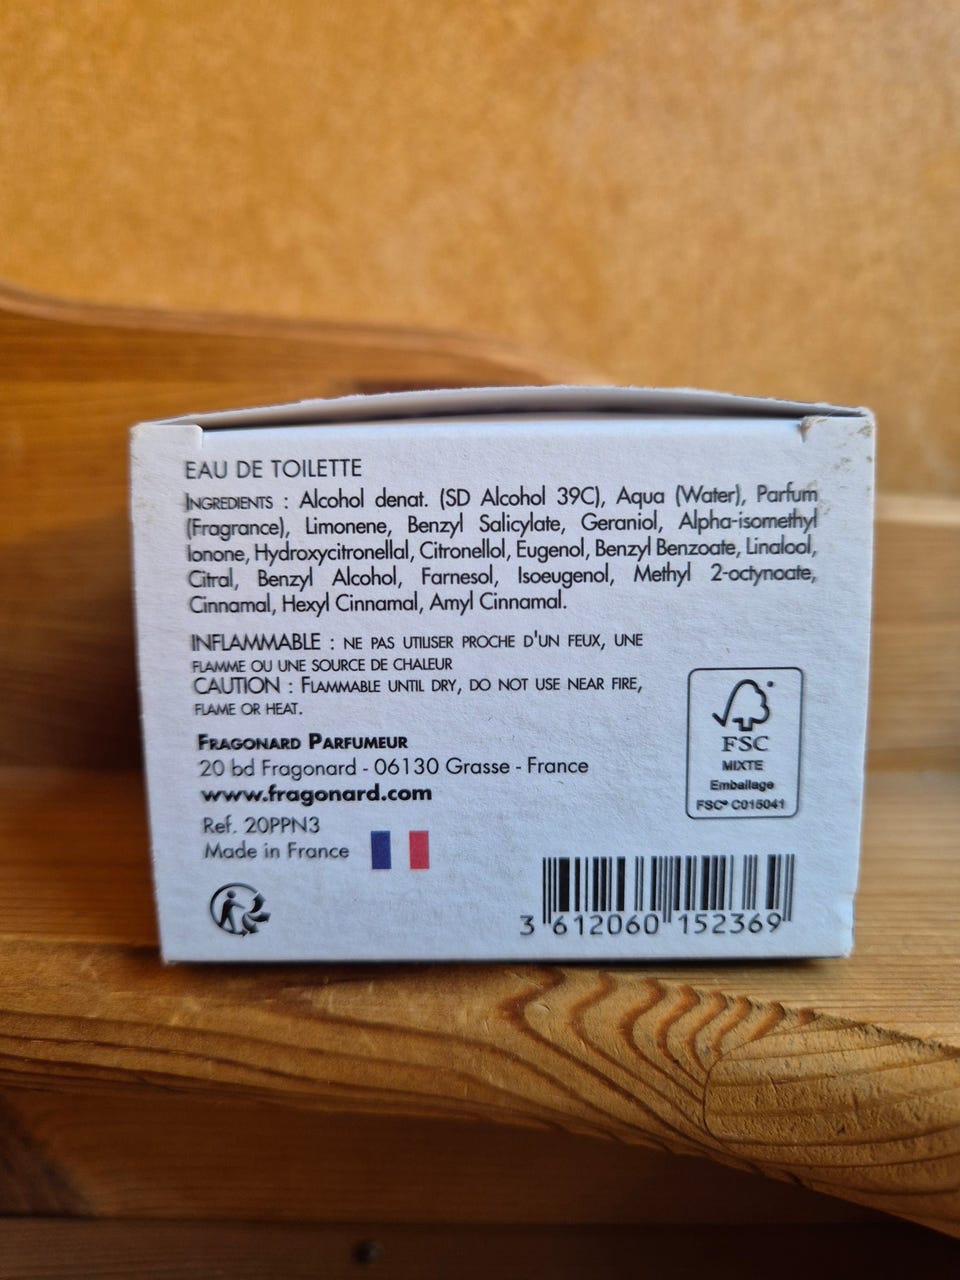 EAU DE TOILETTE
INGREDIENTS : Alcohol denat. (SD Alcohol 39C), Aqua (Water), Parfum
(Fragrance), Limonene, Benzyl Salicylate, Geraniol, Alpha-isomethyl
Ionone, Hydroxycitronellal, Citronellol, Eugenol, Benzyl Benzoate, Linalool,
Citral, Benzyl Alcohol, Farnesol, Isoeugenol, Methyl 2-octynoate,
Cinnamal, Hexyl Cinnamal, Amyl Cinnamal.
INFLAMMABLE : NE PAS UTILISER PROCHE D'UN FEUX, UNE
FLAMME OU UNE SOURCE DE CHALEUR
CAUTION : FLAMMABLE UNTIL DRY, DO NOT USE NEAR FIRE,
FLAME OR HEAT.
FRAGONARD PARFUMEUR
20 bd Fragonard - 06130 Grasse - France
www.fragonard.com
Ref. 20PPN3
Made in France
FSC
MIXTE
Emballage
FSC® C015041
3 612060 152369